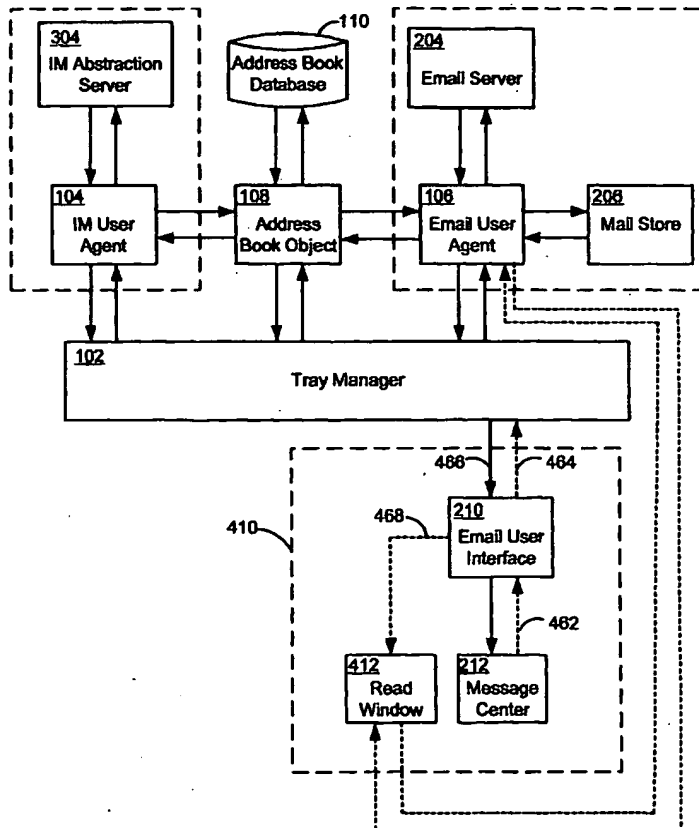 304
IM Abstraction
Server
110
Address Book
Database
204
Email Server
104
IM User
Agent
108
Address
Book Object
106
Email User
Agent
206
Mail Store
102
Tray Manager
466
464
410
468
210
Email User
Interface
462
412
Read
Window
212
Message
Center